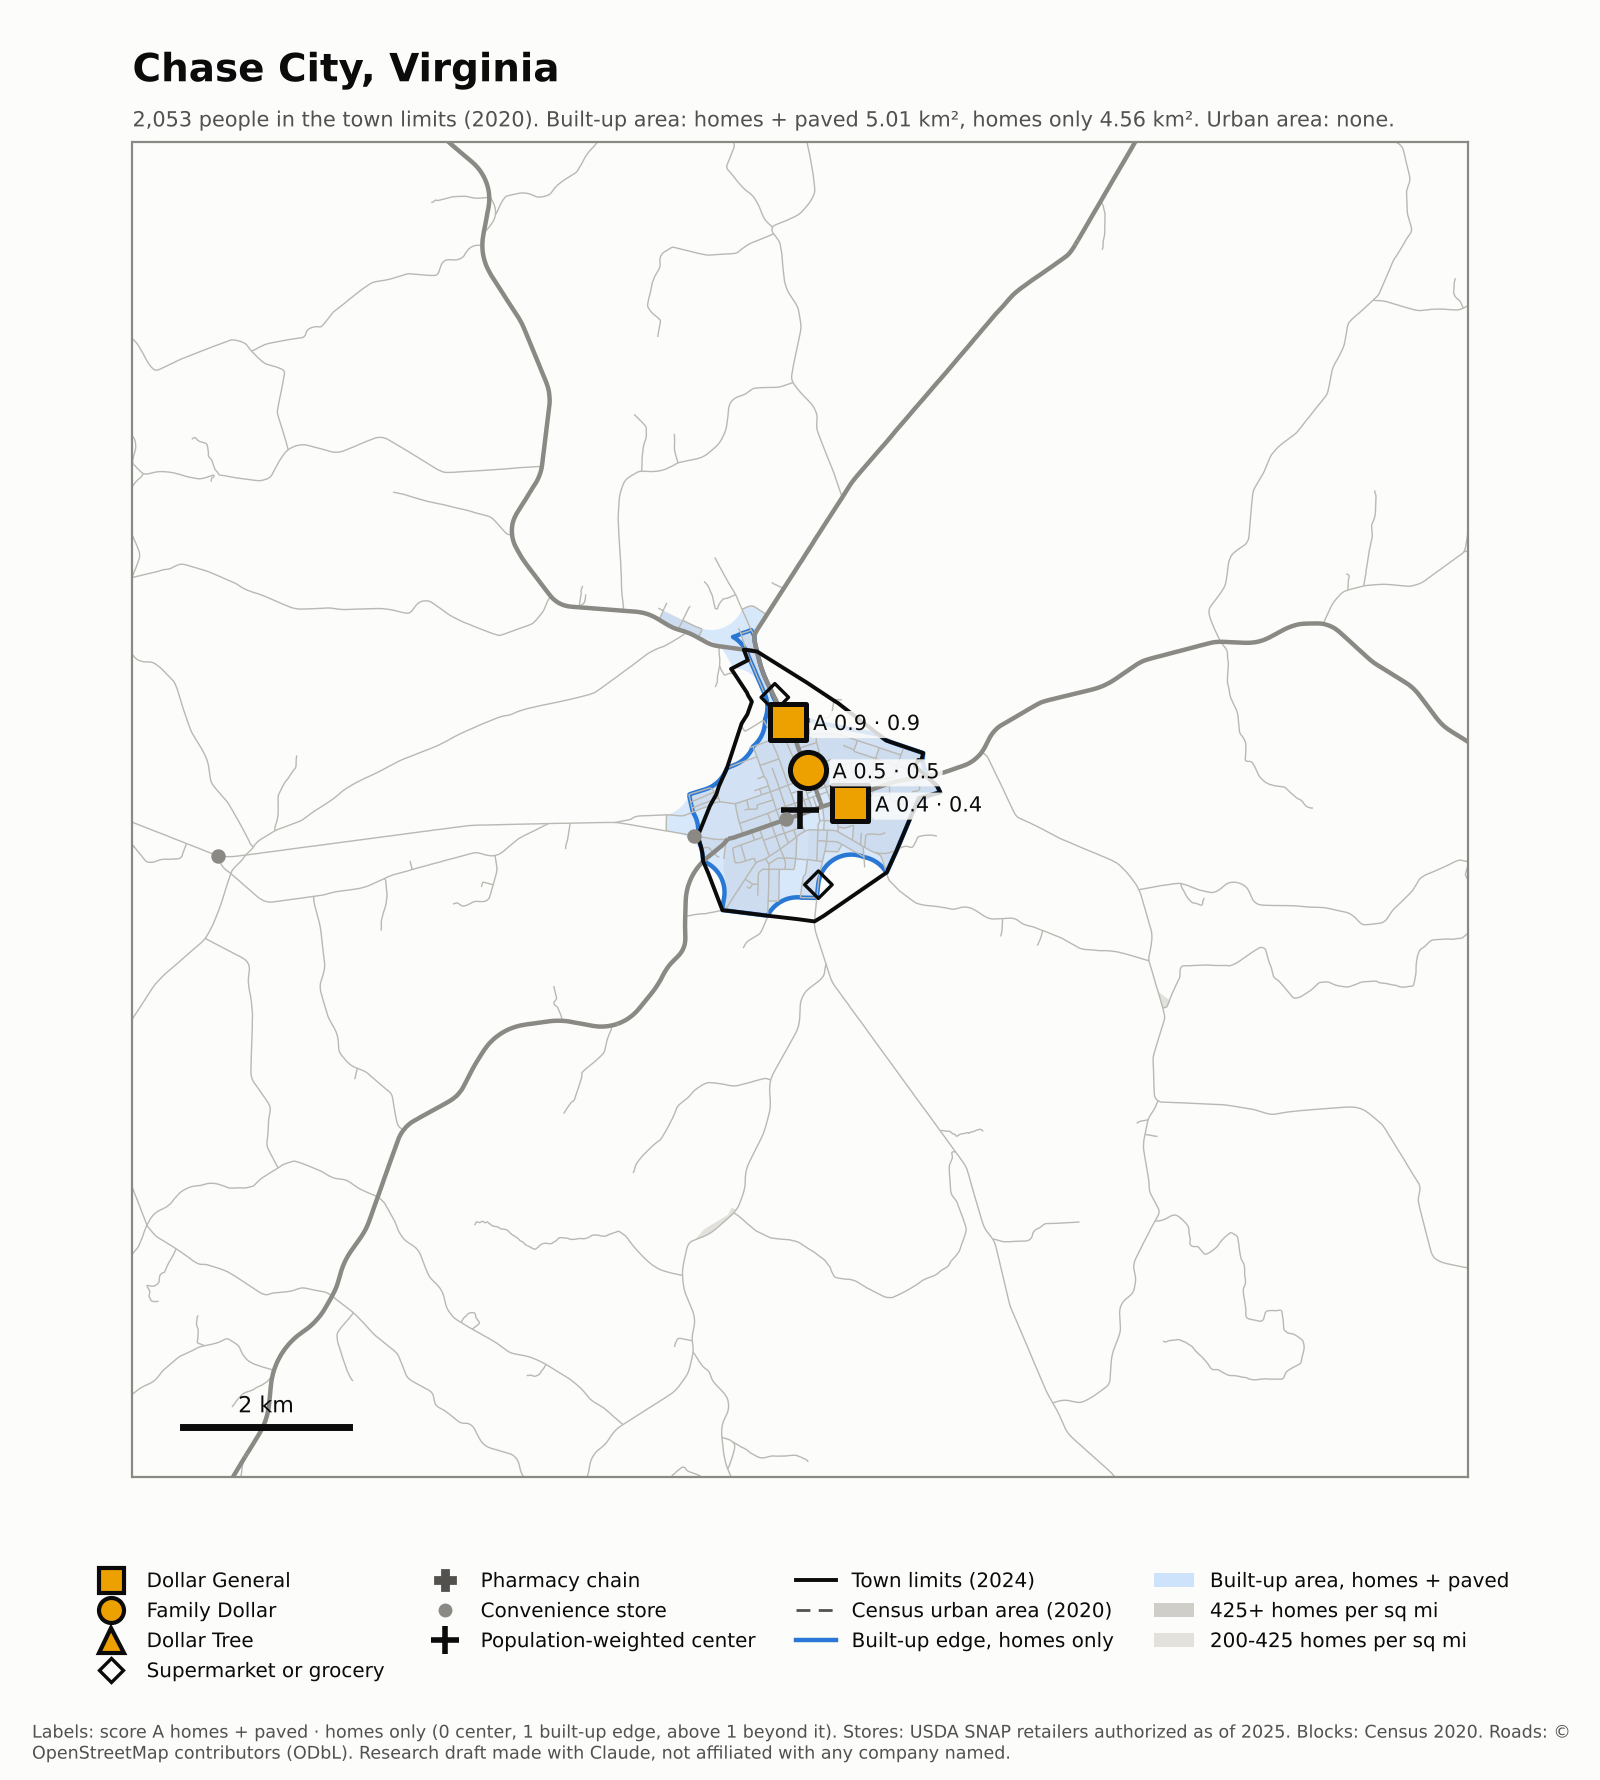 Chase City, Virginia
2,053 people in the town limits (2020). Built-up area: homes + paved 5.01 km², homes only 4.56 km². Urban area: none.
A 0.9 · 0.9
A 0.5 · 0.5
A 0.4 · 0.4
2 km
Dollar General
Family Dollar
Dollar Tree
Supermarket or grocery
Pharmacy chain
Convenience store
Population-weighted center
Town limits (2024)
Census urban area (2020)
Built-up edge, homes only
Built-up area, homes + paved
425+ homes per sq mi
200-425 homes per sq mi
Labels: score A homes + paved · homes only (0 center, 1 built-up edge, above 1 beyond it). Stores: USDA SNAP retailers authorized as of 2025. Blocks: Census 2020. Roads: ©
OpenStreetMap contributors (ODbL). Research draft made with Claude, not affiliated with any company named.